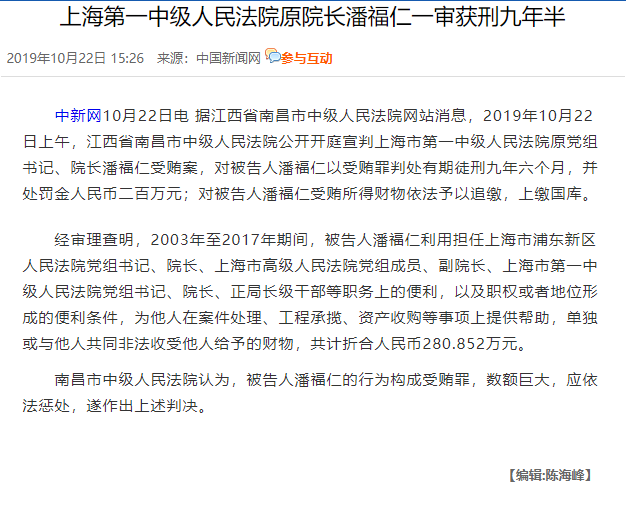 上海第一中级人民法院原院长潘福仁一审获刑九年半
2019年10月22日 15:26 来源：中国新闻网 参与互动
中新网10月22日电 据江西省南昌市中级人民法院网站消息，2019年10月22
日上午，江西省南昌市中级人民法院公开开庭宣判上海市第一中级人民法院原党组
书记、院长潘福仁受贿案，对被告人潘福仁以受贿罪判处有期徒刑九年六个月，并
处罚金人民币二百万元；对被告人潘福仁受贿所得财物依法予以追缴，上缴国库。
经审理查明，2003年至2017年期间，被告人潘福仁利用担任上海市浦东新区
人民法院党组书记、院长、上海市高级人民法院党组成员、副院长、上海市第一中
级人民法院党组书记、院长、正局长级干部等职务上的便利，以及职权或者地位形
成的便利条件，为他人在案件处理、工程承揽、资产收购等事项上提供帮助，单独
或与他人共同非法收受他人给予的财物，共计折合人民币280.852万元。
南昌市中级人民法院认为，被告人潘福仁的行为构成受贿罪，数额巨大，应依
法惩处，遂作出上述判决。
【编辑:陈海峰】